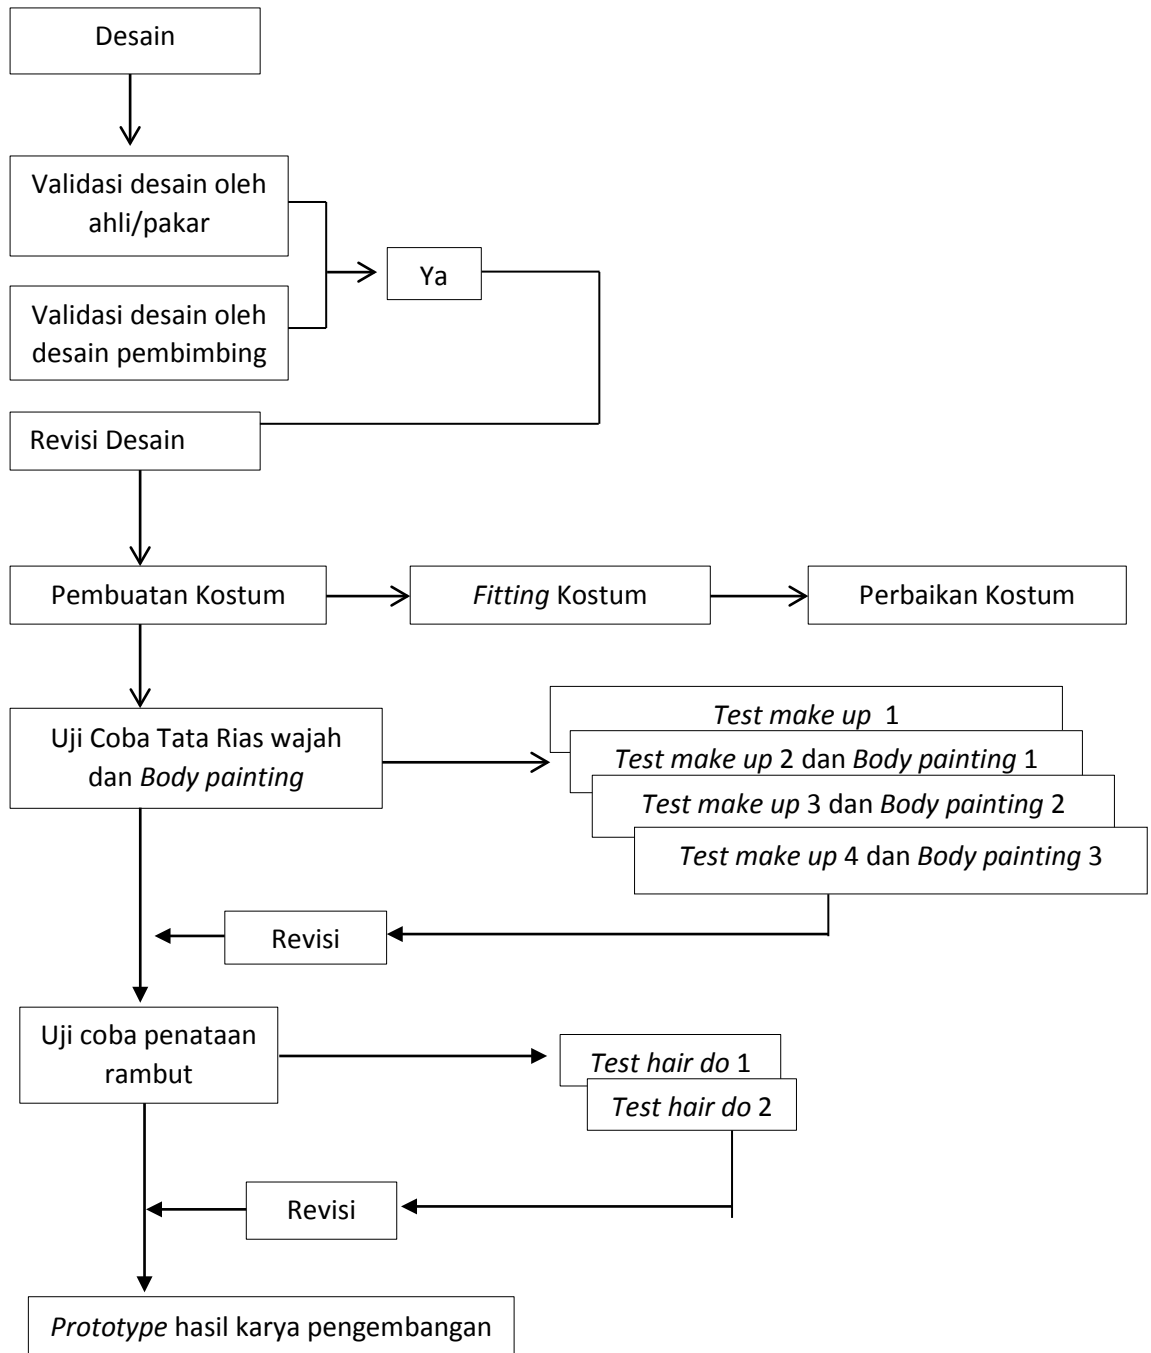 Desain
Validasi desain oleh
ahli/pakar
Ya
Validasi desain oleh
desain pembimbing
Revisi Desain
Pembuatan Kostum
Fitting Kostum
Perbaikan Kostum
Uji Coba Tata Rias wajah
dan Body painting
Test make up 1
Test make up 2 dan Body painting 1
Test make up 3 dan Body painting 2
Test make up 4 dan Body painting 3
Revisi
Uji coba penataan
rambut
Test hair do 1
Test hair do 2
Revisi
Prototype hasil karya pengembangan